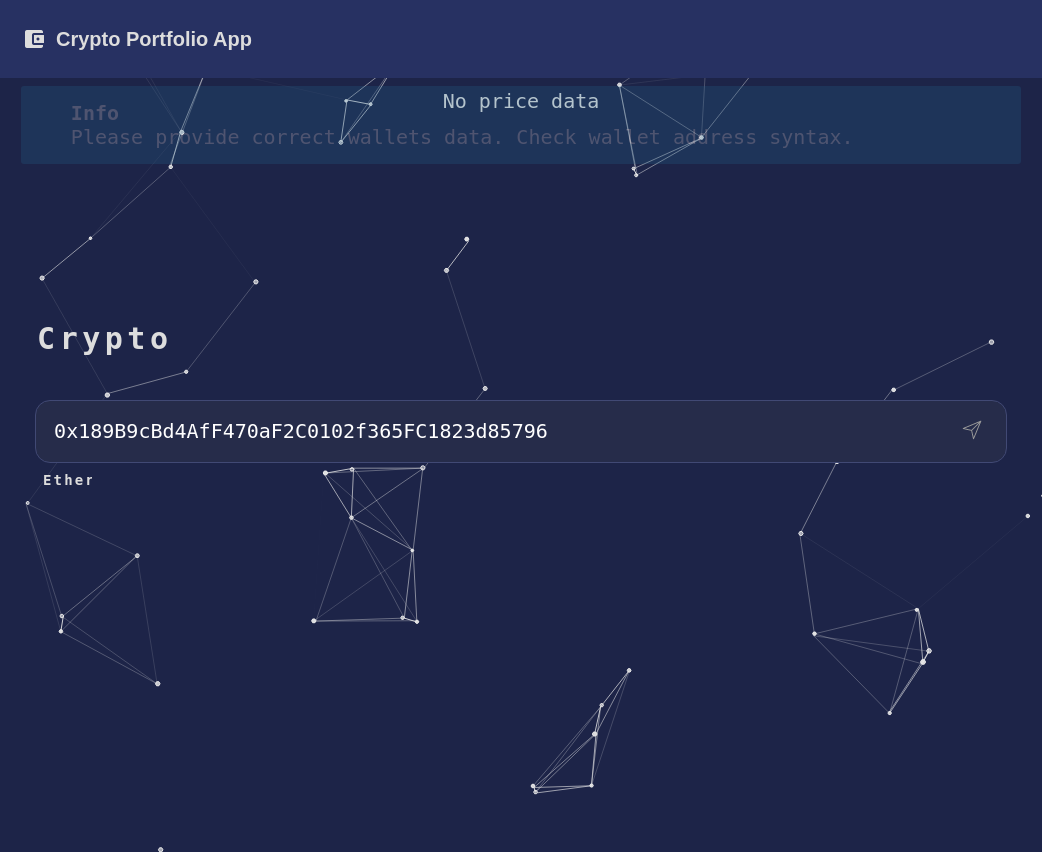 Crypto Portfolio App
No price data
Info
Please provide correct wallets data. Check wallet address syntax.
Crypto
0x189B9cBd4AfF470aF2C0102f365FC1823d85796
Ether